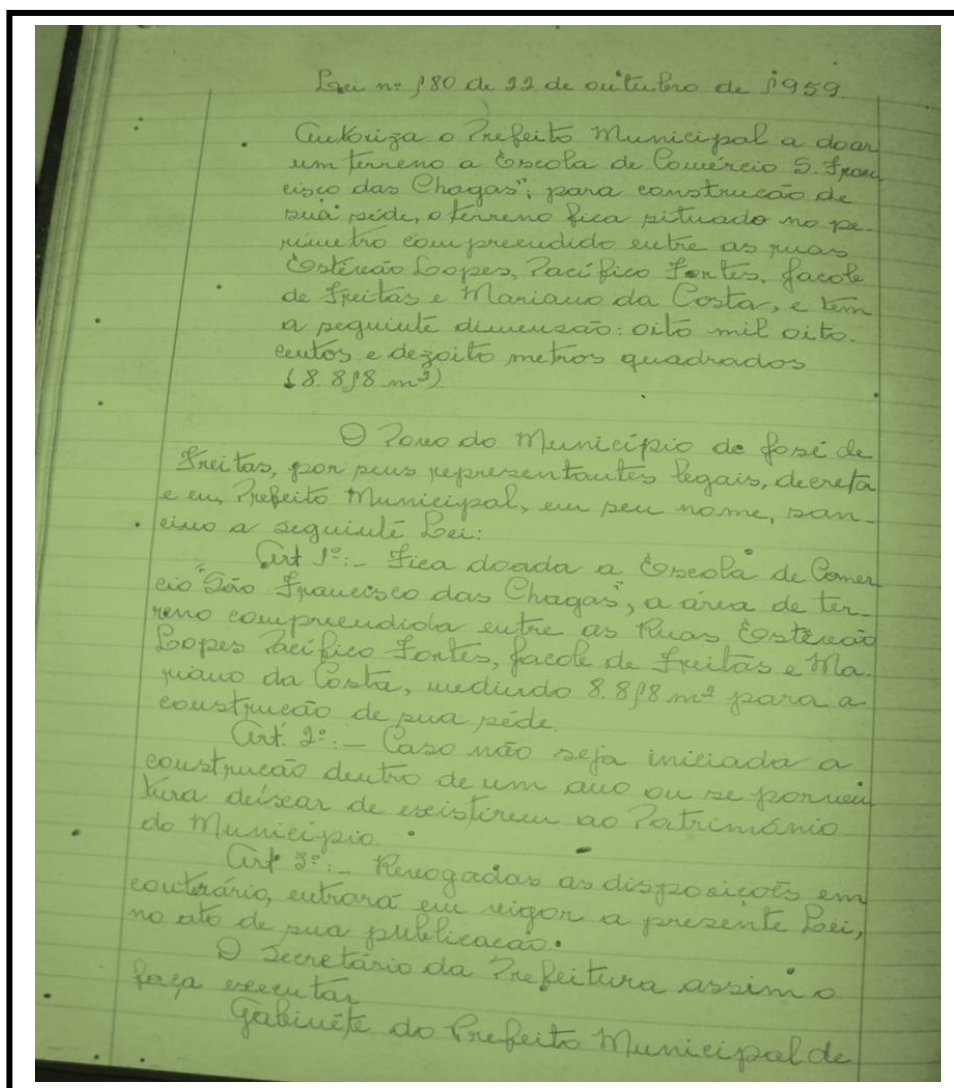 Lei nº 180 de 22 de outubro de 1959.
Autoriza o Prefeito Municipal a doar
um terreno a Escola de Comércio S. Fran
cisco das Chagas", para construcão de
sua séde, o terreno fica situado no pe-
rímetro compreendido entre as ruas
Estêvão Lopes, Pacífico Fontes, Jacob
de Freitas e Mariano da Costa, e tem
a seguinte dimensão: oito mil oito-
centos e dezoito metros quadrados
(8.818 m²)
O Povo do Município de José de
Freitas, por seus representantes legais, decreta
e eu, Prefeito Municipal, em seu nome, san-
ciono a seguinte Lei:
Art 1º:- Fica doada a Escola de Comer
cio "São Francisco das Chagas", a área de ter-
reno compreendida entre as Ruas Estêvão
Lopes Pacífico Fontes, Jacob de Freitas e Ma-
riano da Costa, medindo 8.818 m² para a
construcão de sua séde.
Art. 2º:- Caso não seja iniciada a
construcão dentro de um ano ou se porven
tura deixar de existirem ao Patrimônio
do Município.
Art 3º:- Revogadas as disposicoẽs em
contrário, entrará em vigor a presente Lei,
no ato de sua publicacão.
O Secretário da Prefeitura assim o
faça executar
Gabinête do Prefeito Municipal de